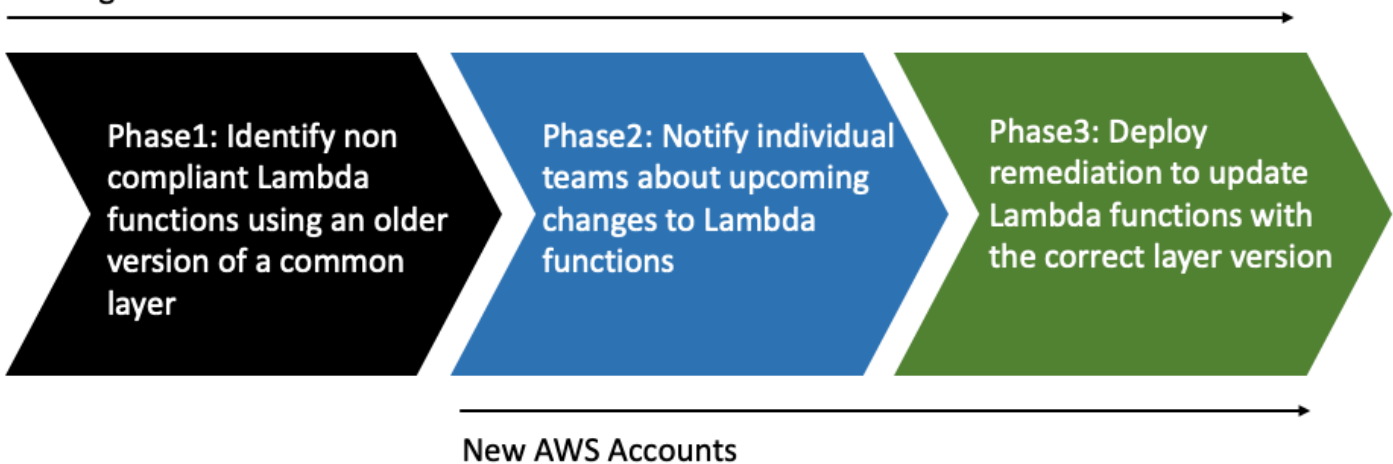 Phase1: Identify non
compliant Lambda
functions using an older
version of a common
layer
Phase2: Notify individual
teams about upcoming
changes to Lambda
functions
Phase3: Deploy
remediation to update
Lambda functions with
the correct layer version
New AWS Accounts